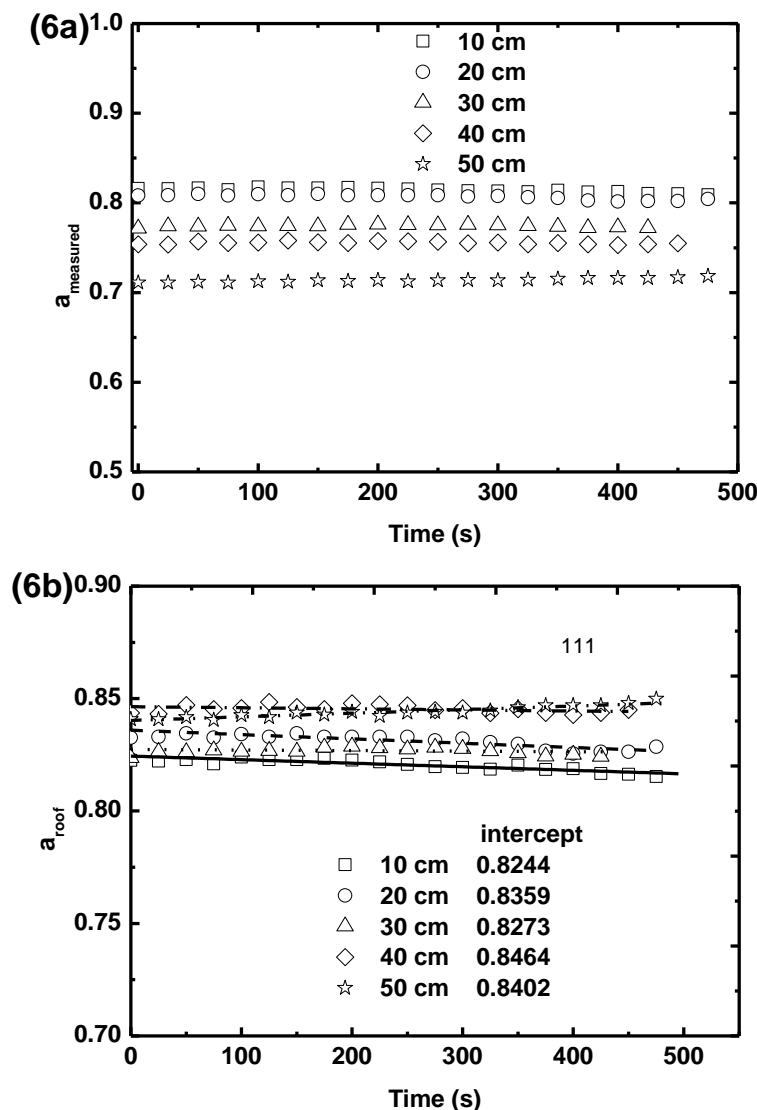 (6a)
1.0
0.9
0.8
0.7
0.6
0.5
a measured
10 cm
20 cm
30 cm
40 cm
50 cm
0 100 200 300 400 500
Time (s)
(6b)
0.90
0.85
0.80
0.75
0.70
a roof
111
intercept
10 cm 0.8244
20 cm 0.8359
30 cm 0.8273
40 cm 0.8464
50 cm 0.8402
0 100 200 300 400 500
Time (s)